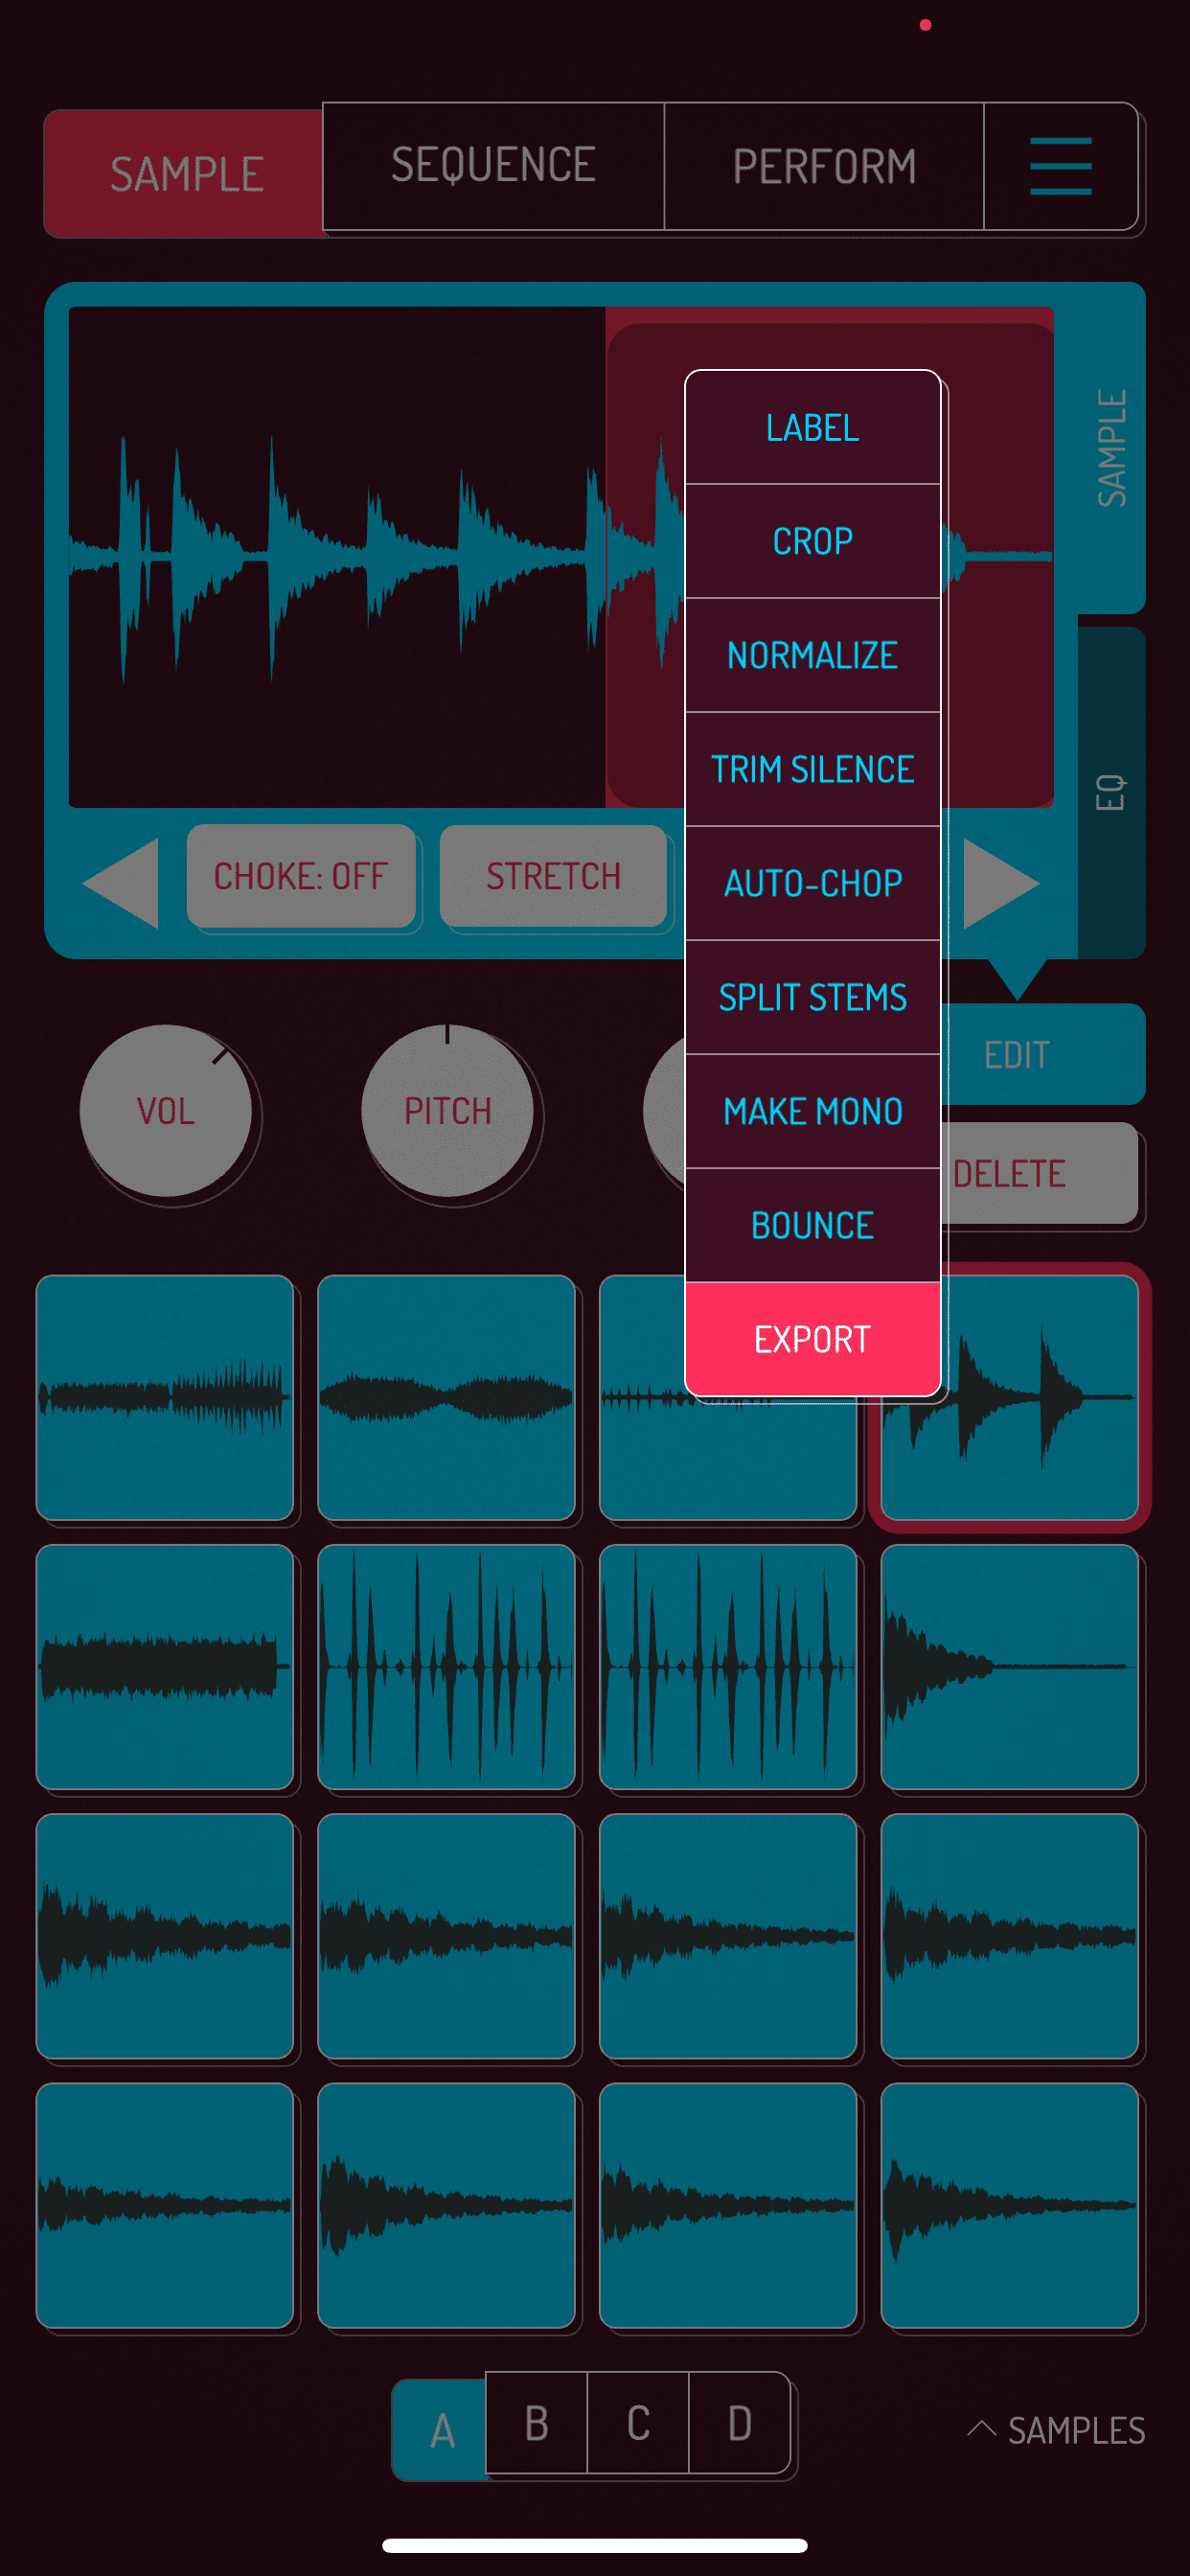 SAMPLE
SEQUENCE
PERFORM
SAMPLE
EQ
LABEL
CROP
NORMALIZE
TRIM SILENCE
AUTO-CHOP
SPLIT STEMS
MAKE MONO
BOUNCE
EXPORT
CHOKE: OFF
STRETCH
VOL
PITCH
EDIT
DELETE
A
B
C
D
SAMPLES